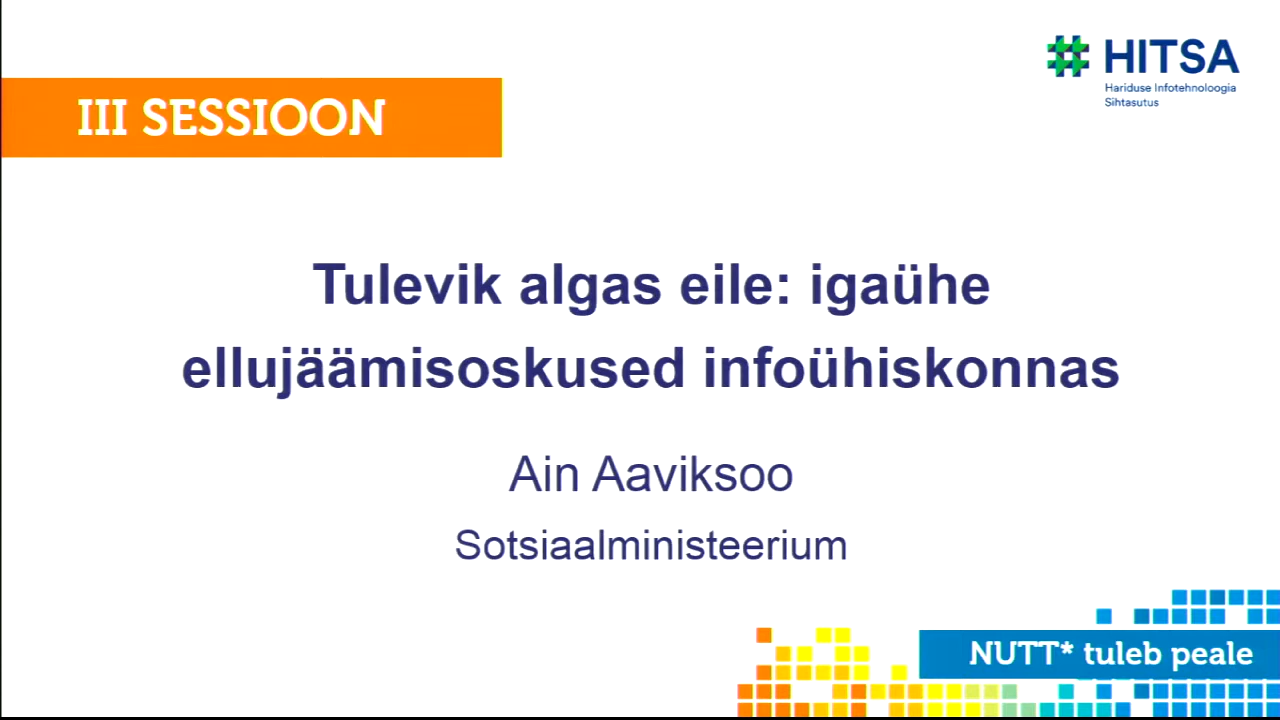 HITSA
Hariduse Infotehnoloogia
Sihtasutus
III SESSIOON
Tulevik algas eile: igaühe
ellujäämisoskused infoühiskonnas
Ain Aaviksoo
Sotsiaalministeerium
NUTT* tuleb peale